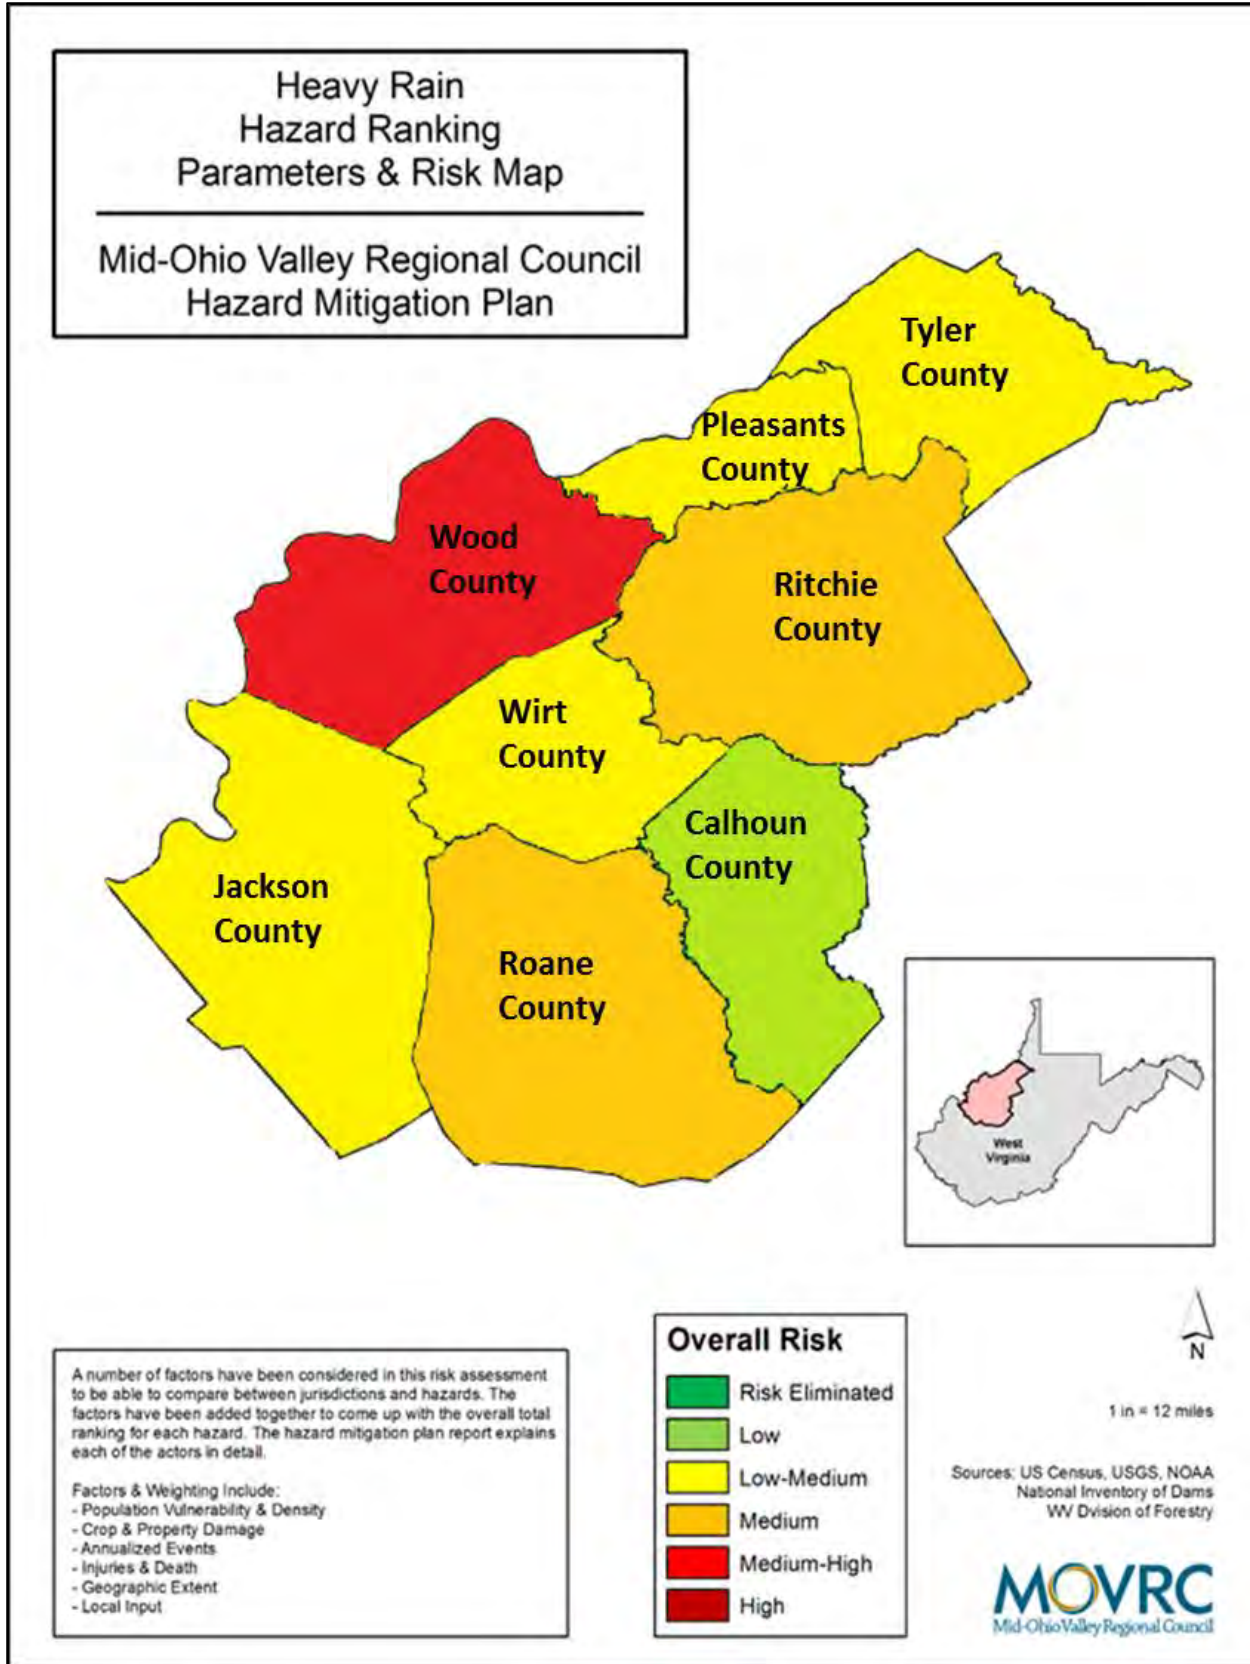 Heavy Rain
Hazard Ranking
Parameters & Risk Map
Mid-Ohio Valley Regional Council
Hazard Mitigation Plan
Tyler
County
Pleasants
County
Wood
County
Ritchie
County
Wirt
County
Calhoun
County
Jackson
County
Roane
County
West
Virginia
A number of factors have been considered in this risk assessment
to be able to compare between jurisdictions and hazards. The
factors have been added together to come up with the overall total
ranking for each hazard. The hazard mitigation plan report explains
each of the actors in detail.
Factors & Weighting Include:
- Population Vulnerability & Density
- Crop & Property Damage
- Annualized Events
- Injuries & Death
- Geographic Extent
- Local Input
Overall Risk
Risk Eliminated
Low
Low-Medium
Medium
Medium-High
High
N
1 in = 12 miles
Sources: US Census, USGS, NOAA
National Inventory of Dams
WV Dvision of Forestry
MOVRC
Mid-Ohio Valley Regional Council